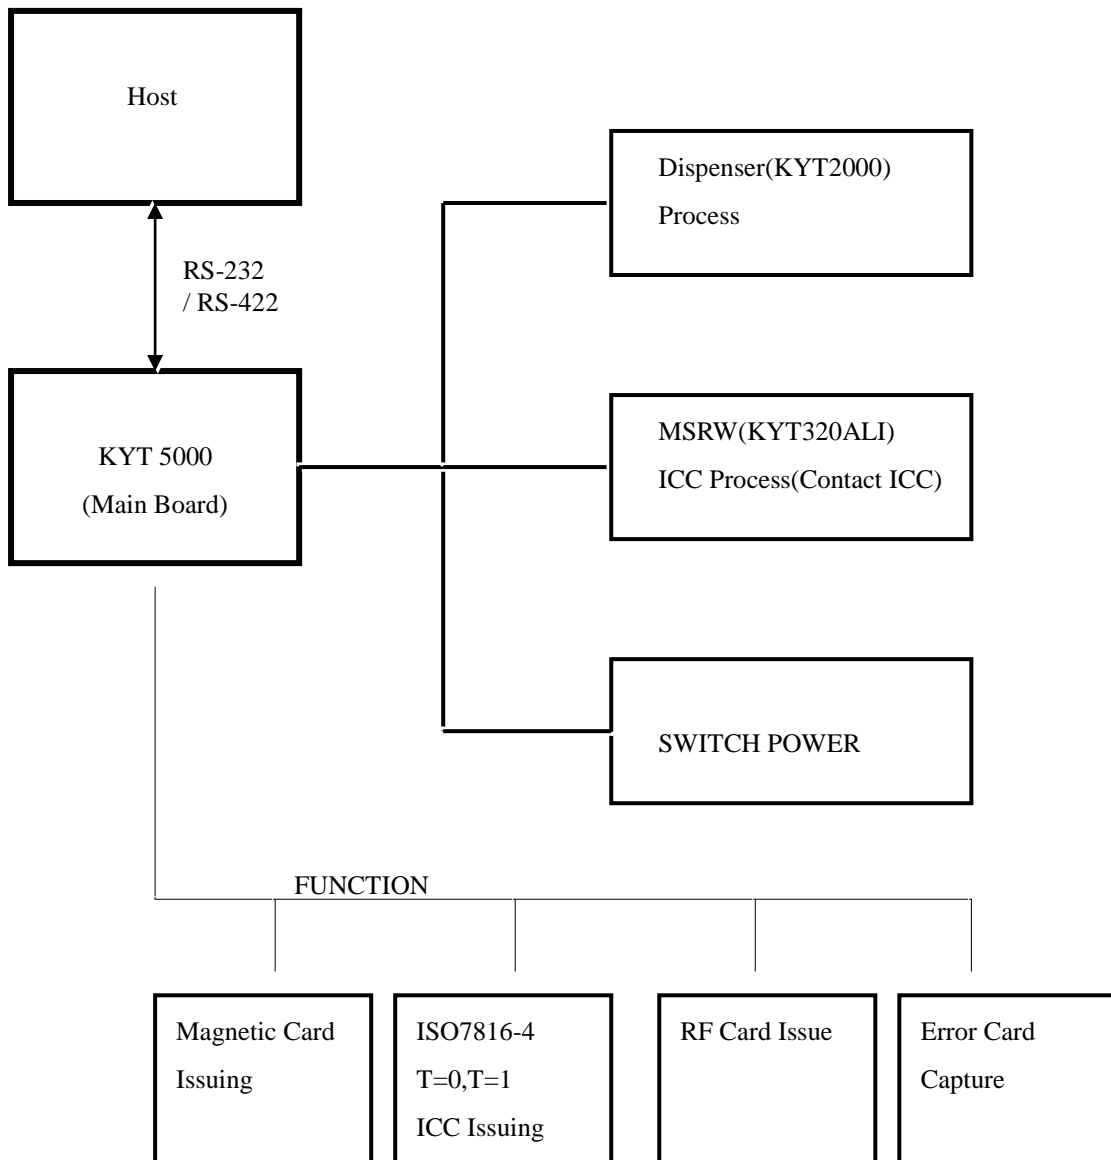 Host
RS-232
/ RS-422
KYT 5000
(Main Board)
Dispenser(KYT2000)
Process
MSRW(KYT320ALI)
ICC Process(Contact ICC)
SWITCH POWER
FUNCTION
Magnetic Card
Issuing
ISO7816-4
T=0,T=1
ICC Issuing
RF Card Issue
Error Card
Capture